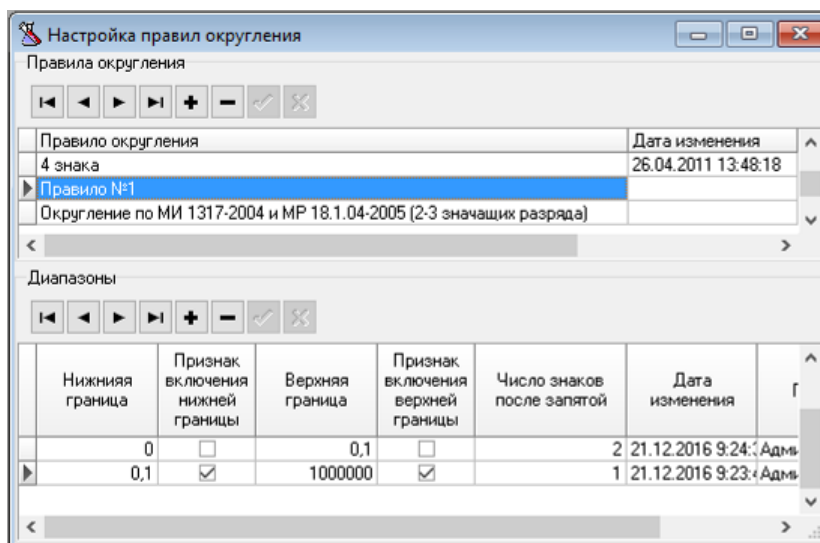 Настройка правил округления
Правила округления
Правило округления Дата изменения
4 знака 26.04.2011 13:48:18
Правило №1
Округление по МИ 1317-2004 и МР 18.1.04-2005 (2-3 значащих разряда)
Диапазоны
Нижняяя граница Признак включения нижней границы Верхняя граница Признак включения верхней границы Число знаков после запятой Дата изменения
0 0,1 2 21.12.2016 9:24: Адми
0,1 1000000 1 21.12.2016 9:23: Адми